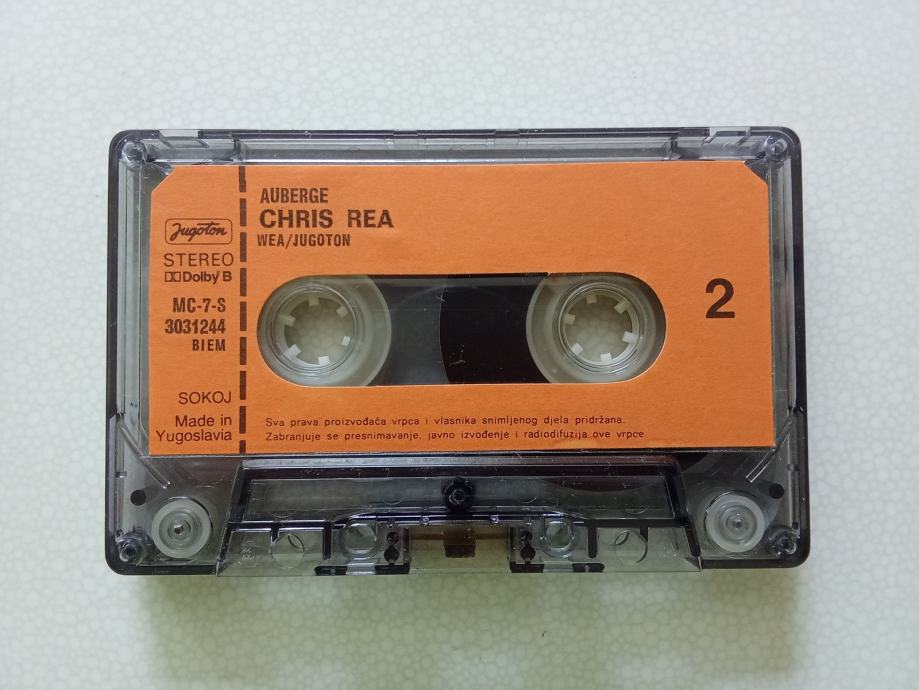 Jugoton
STEREO
Dolby B
MC-7-S
3031244
BIEM
SOKOJ
Made in
Yugoslavia
AUBERGE
CHRIS REA
WEA/JUGOTON
2
Sva prava proizvođača vrpca i vlasnika snimljenog djela pridržana.
Zabranjuje se presnimavanje, javno izvođenje i radiodifuzija ove vrpce